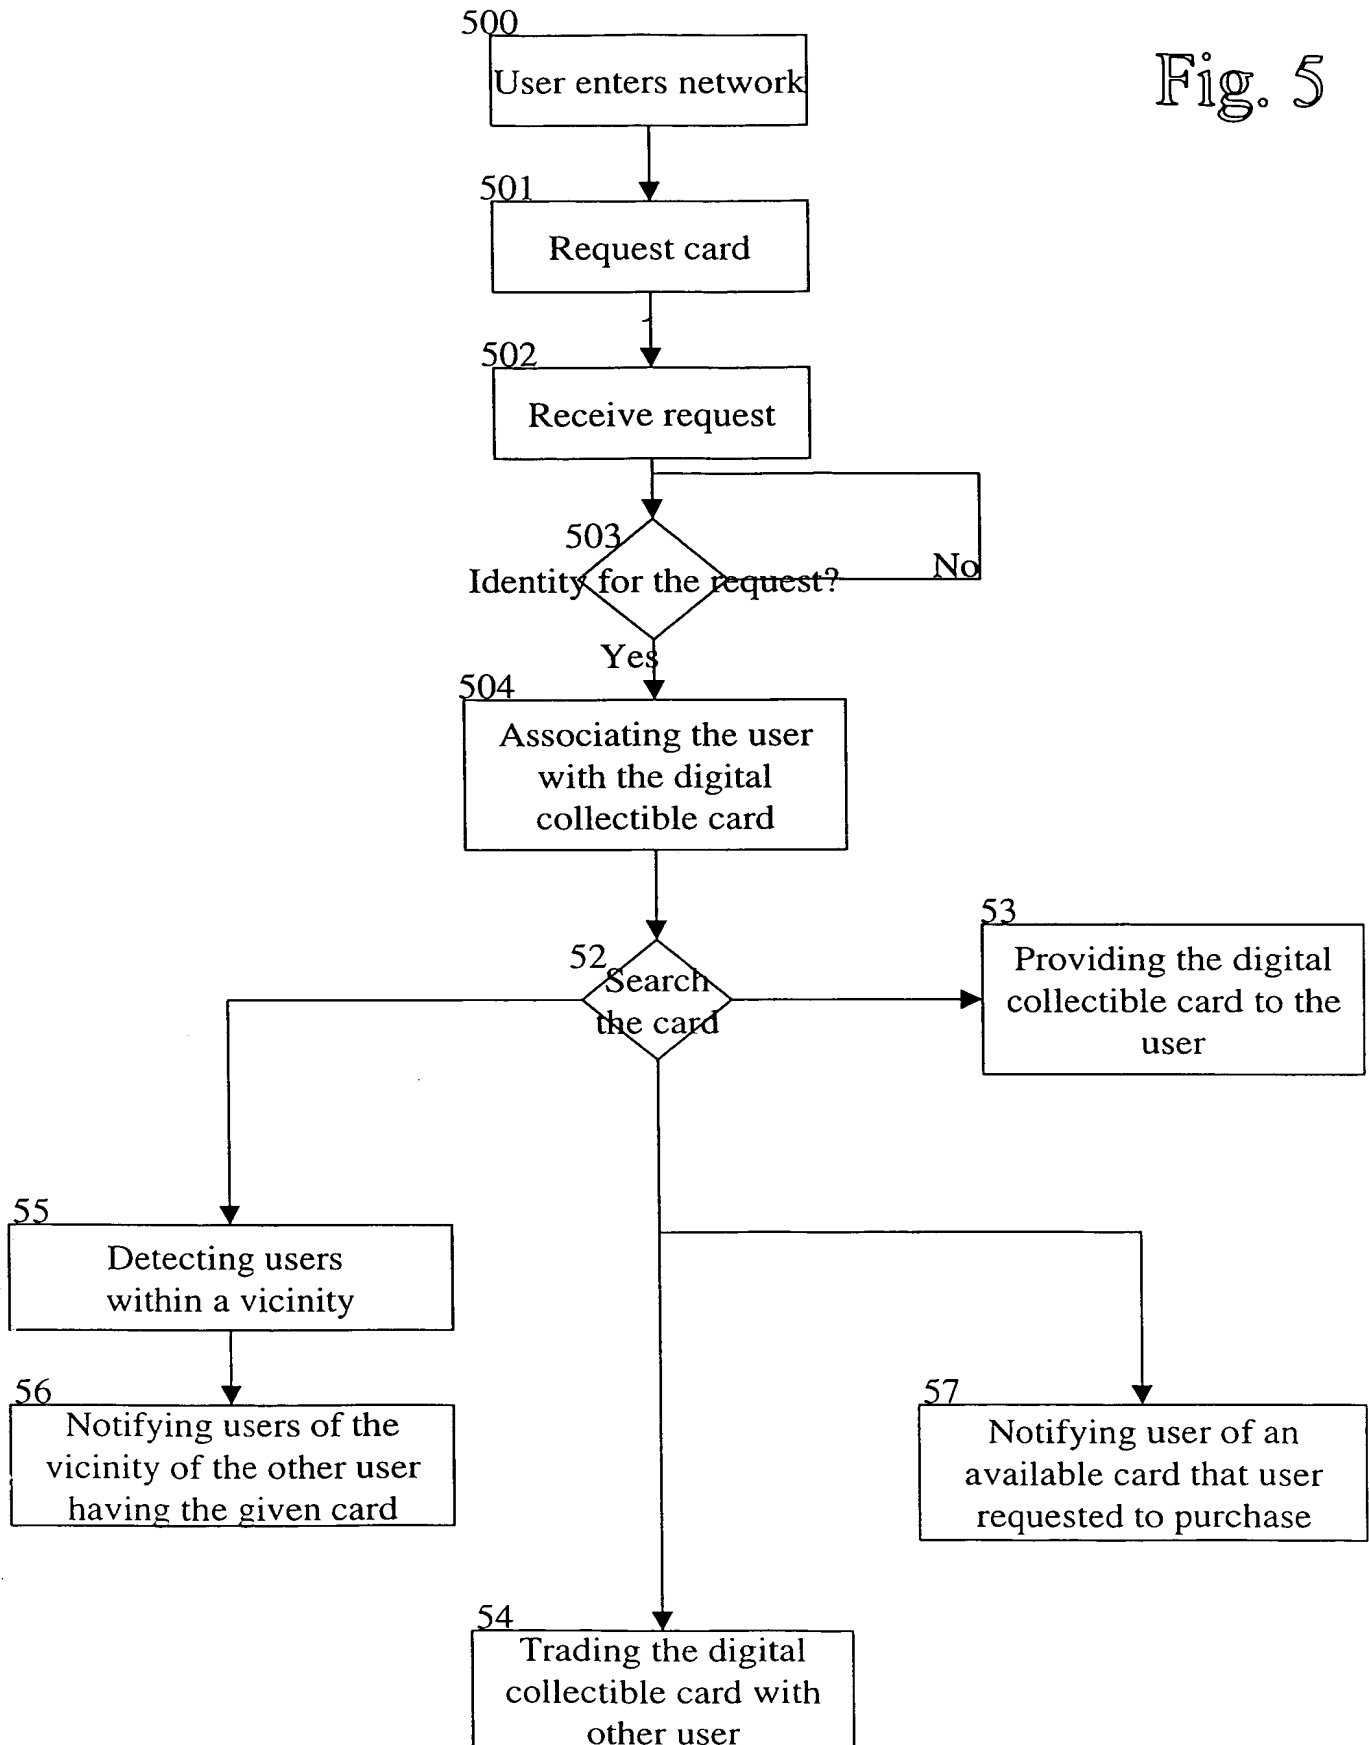 500
Fig. 5
User enters network
501
Request card
502
Receive request
503
Identity for the request?
No
Yes
504
Associating the user
with the digital
collectible card
52
Search
the card
53
Providing the digital
collectible card to the
user
55
Detecting users
within a vicinity
56
Notifying users of the
vicinity of the other user
having the given card
57
Notifying user of an
available card that user
requested to purchase
54
Trading the digital
collectible card with
other user